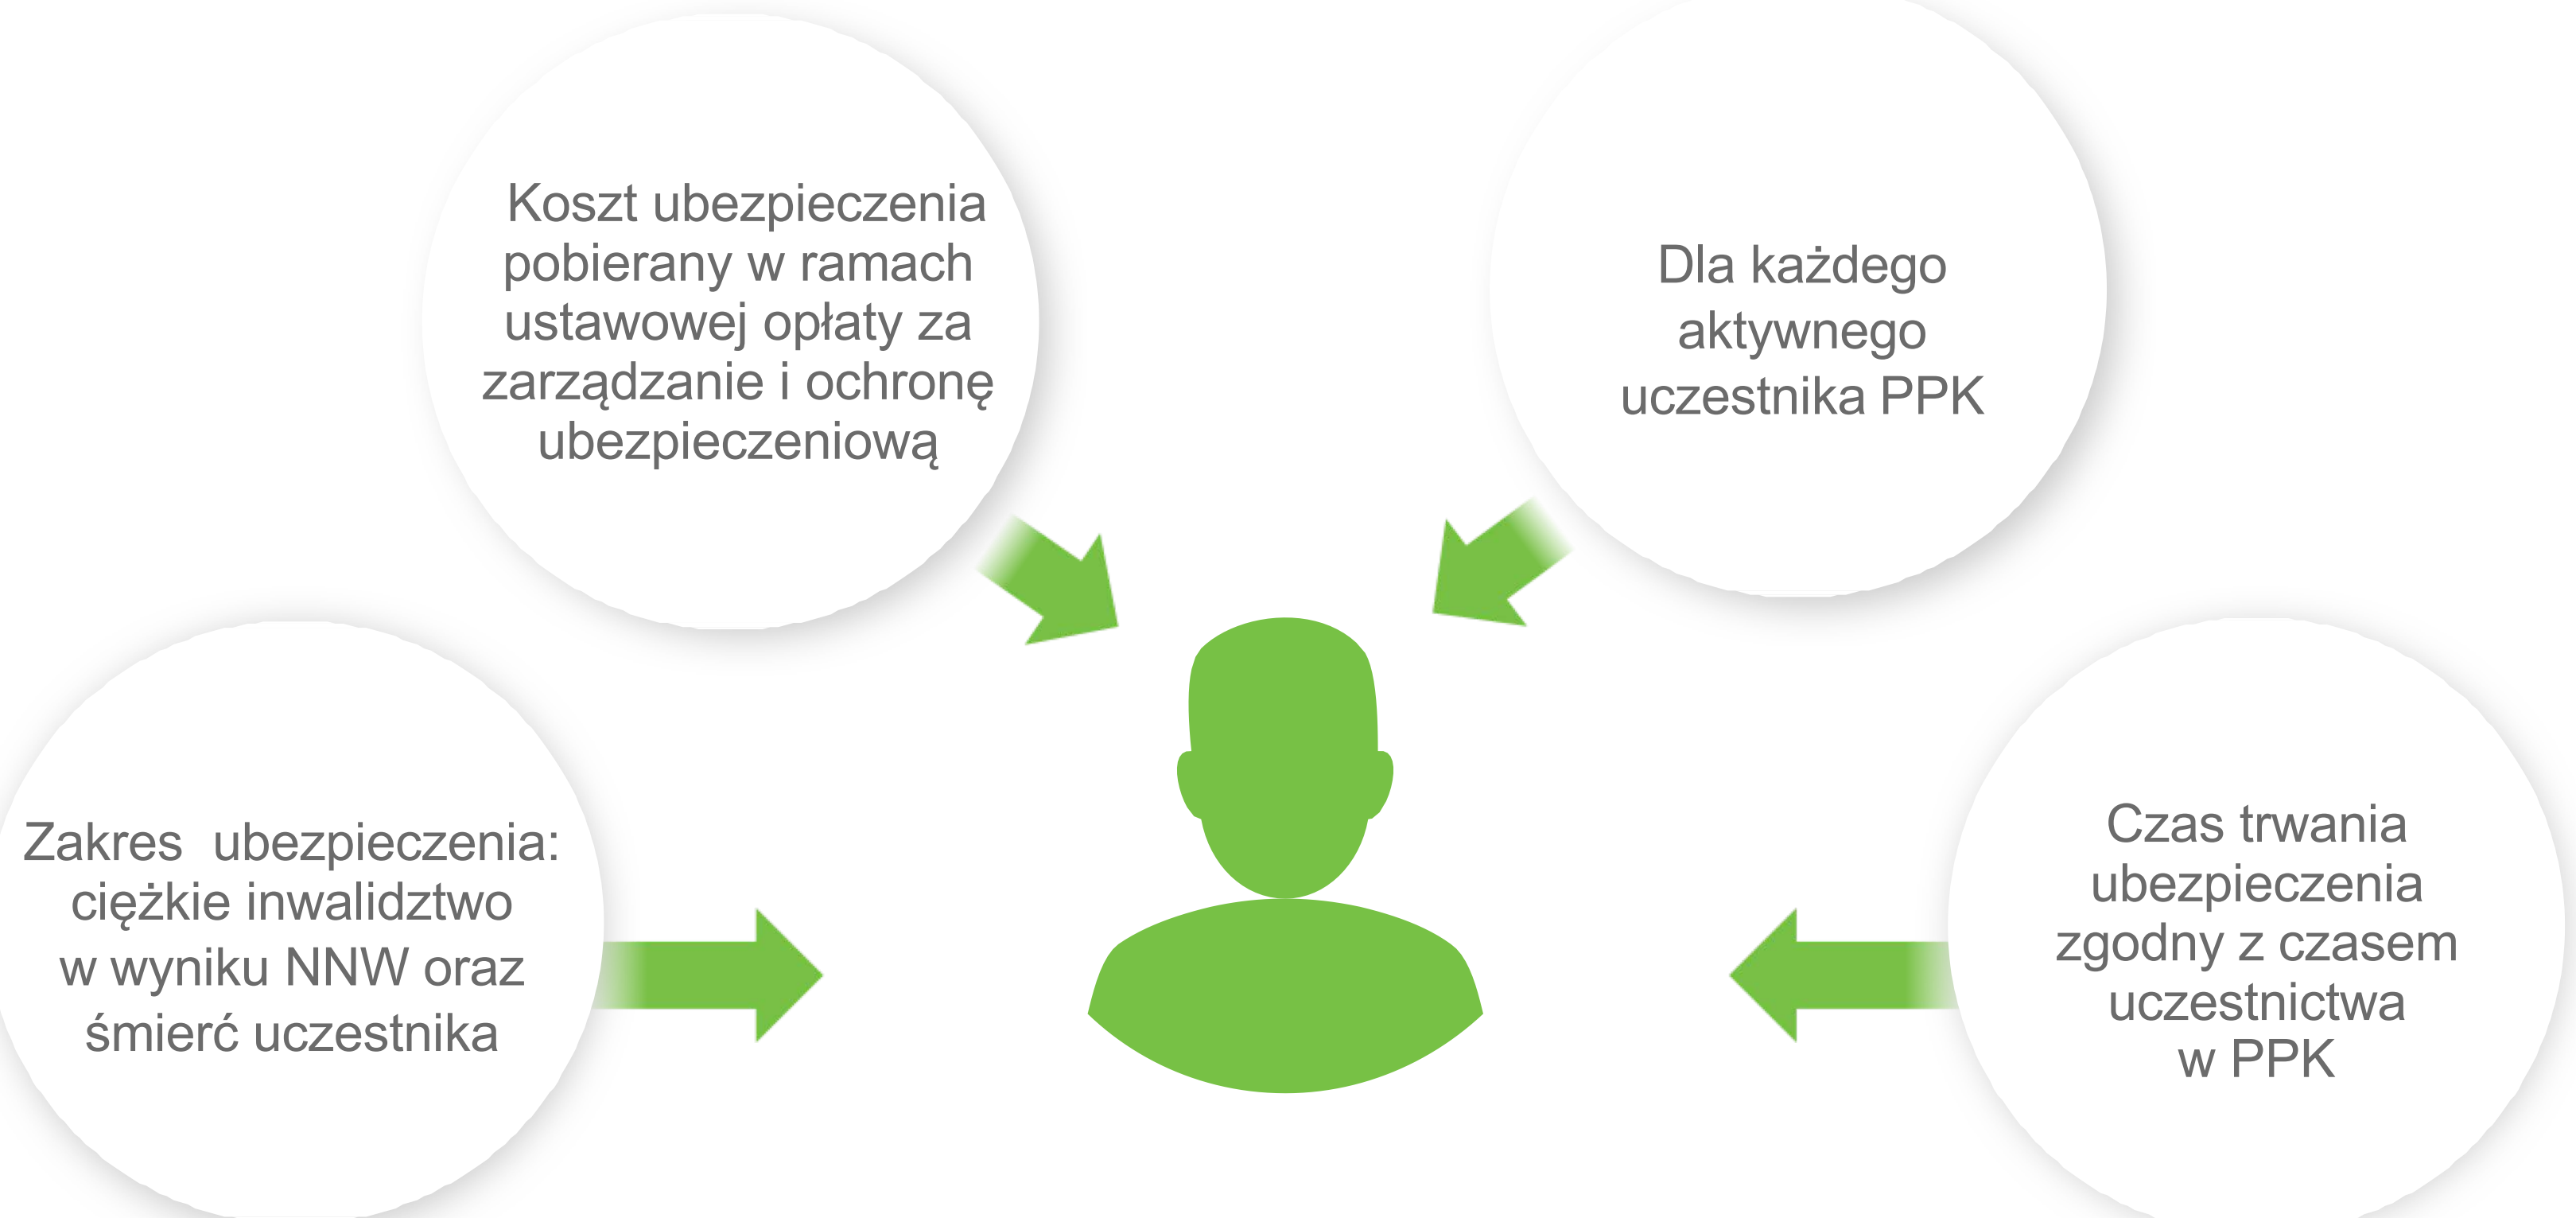 Koszt ubezpieczenia
pobierany w ramach
ustawowej opłaty za
zarządzanie i ochronę
ubezpieczeniową
Dla każdego
aktywnego
uczestnika PPK
Zakres  ubezpieczenia:
ciężkie inwalidztwo
w wyniku NNW oraz
śmierć uczestnika
Czas trwania
ubezpieczenia
zgodny z czasem
uczestnictwa
w PPK